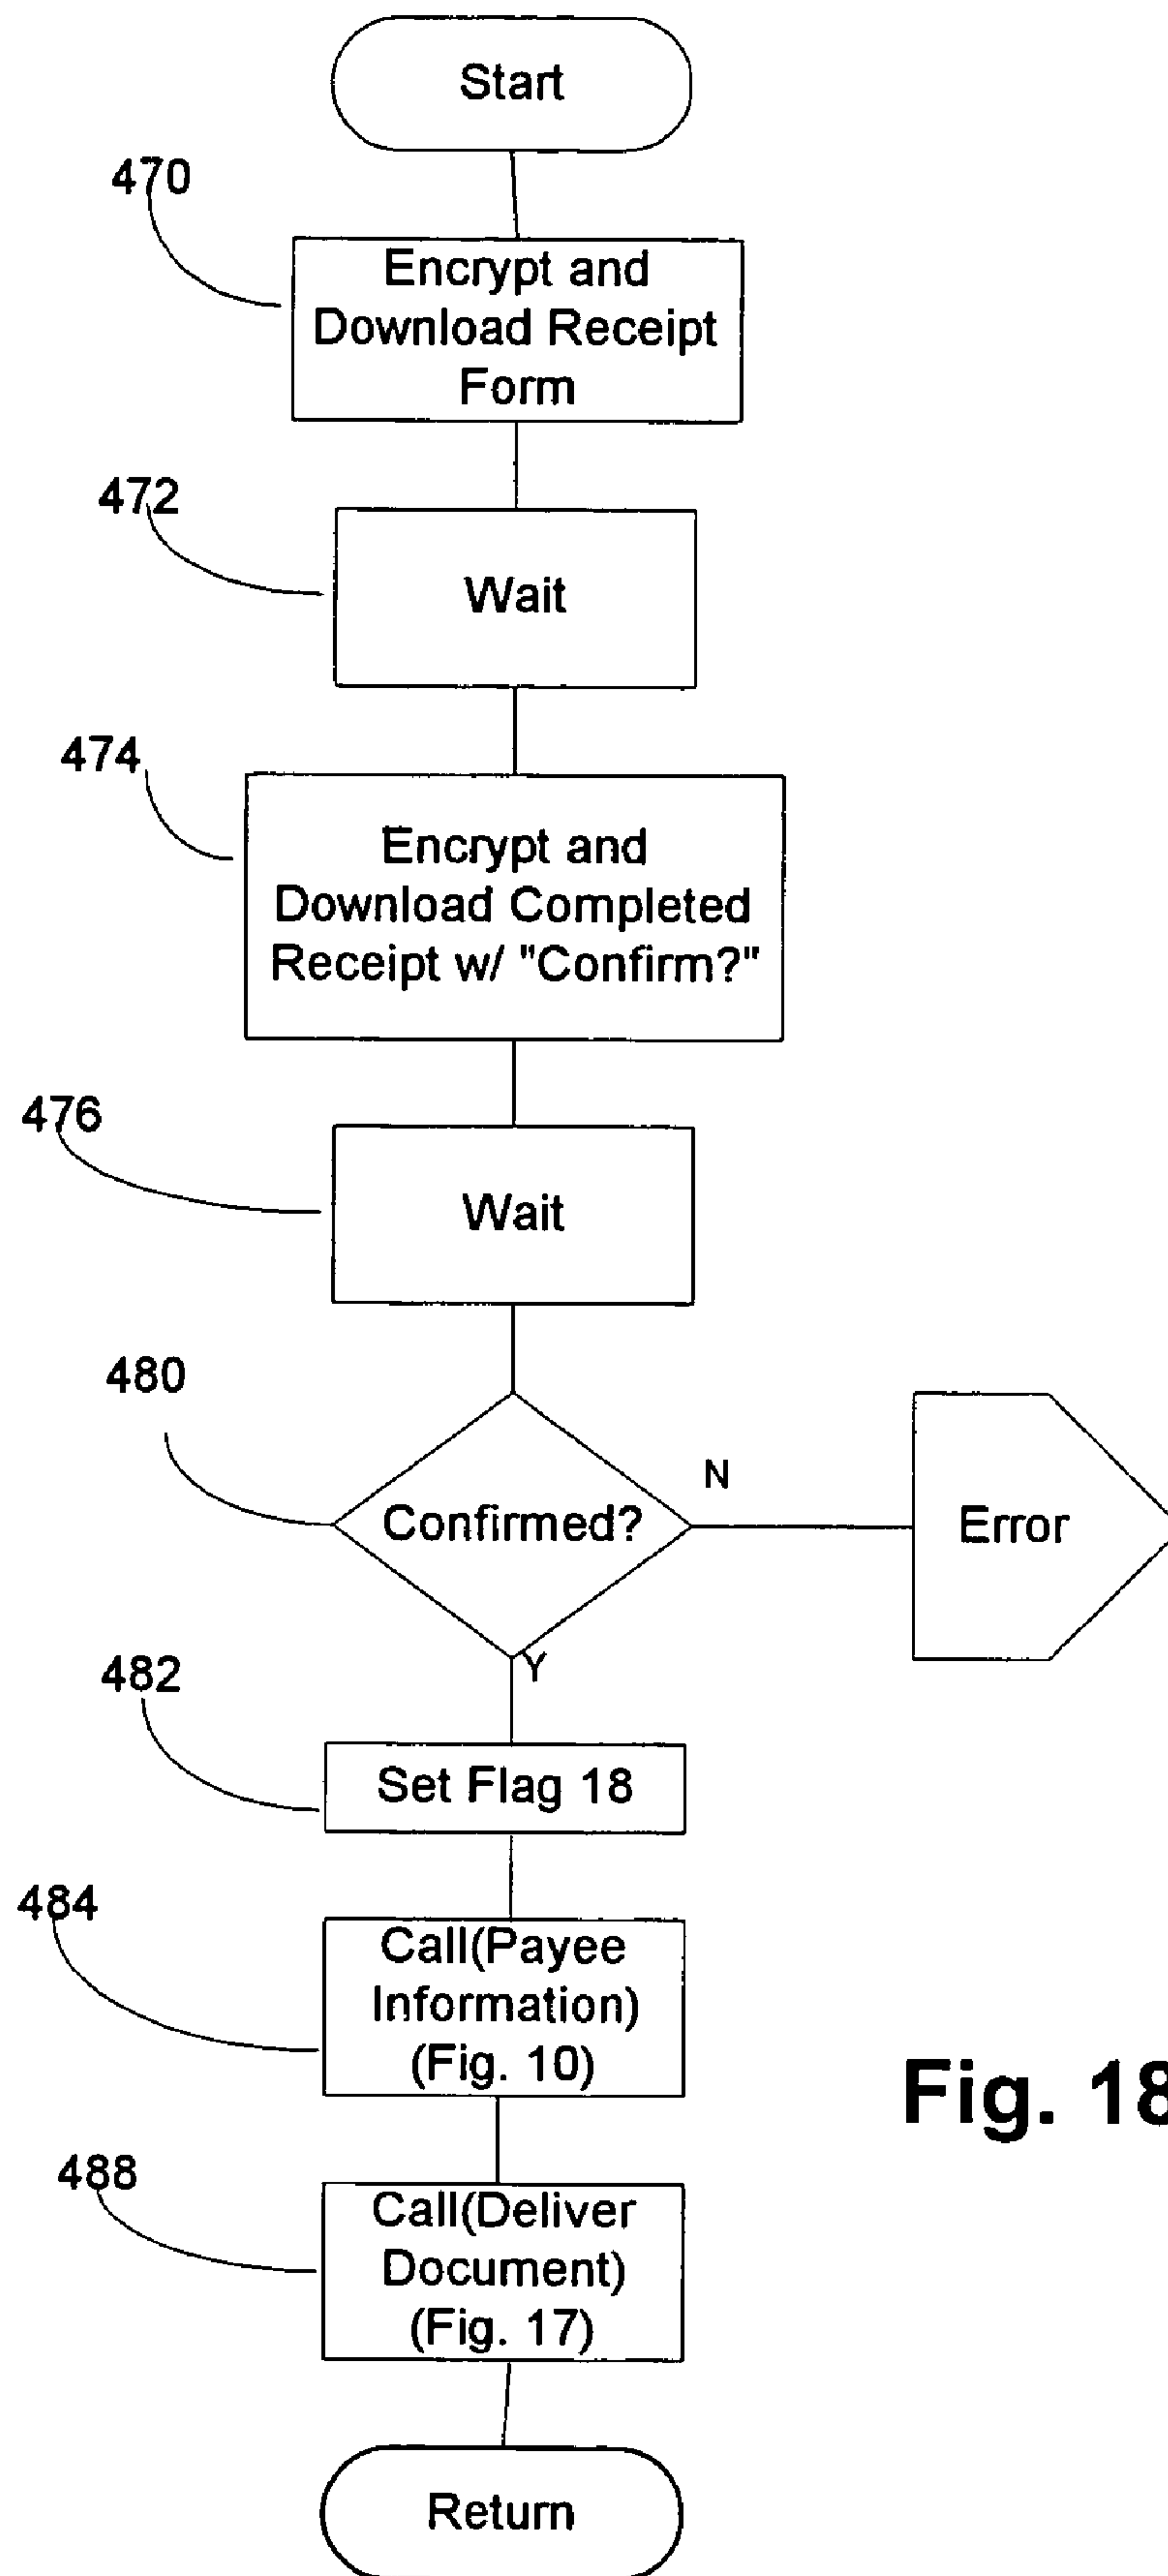 Start
470
Encrypt and
Download Receipt
Form
472
Wait
474
Encrypt and
Download Completed
Receipt w/ "Confirm?"
476
Wait
480
Confirmed?
N
Error
Y
482
Set Flag 18
484
Call(Payee
Information)
(Fig. 10)
Fig. 18
488
Call(Deliver
Document)
(Fig. 17)
Return